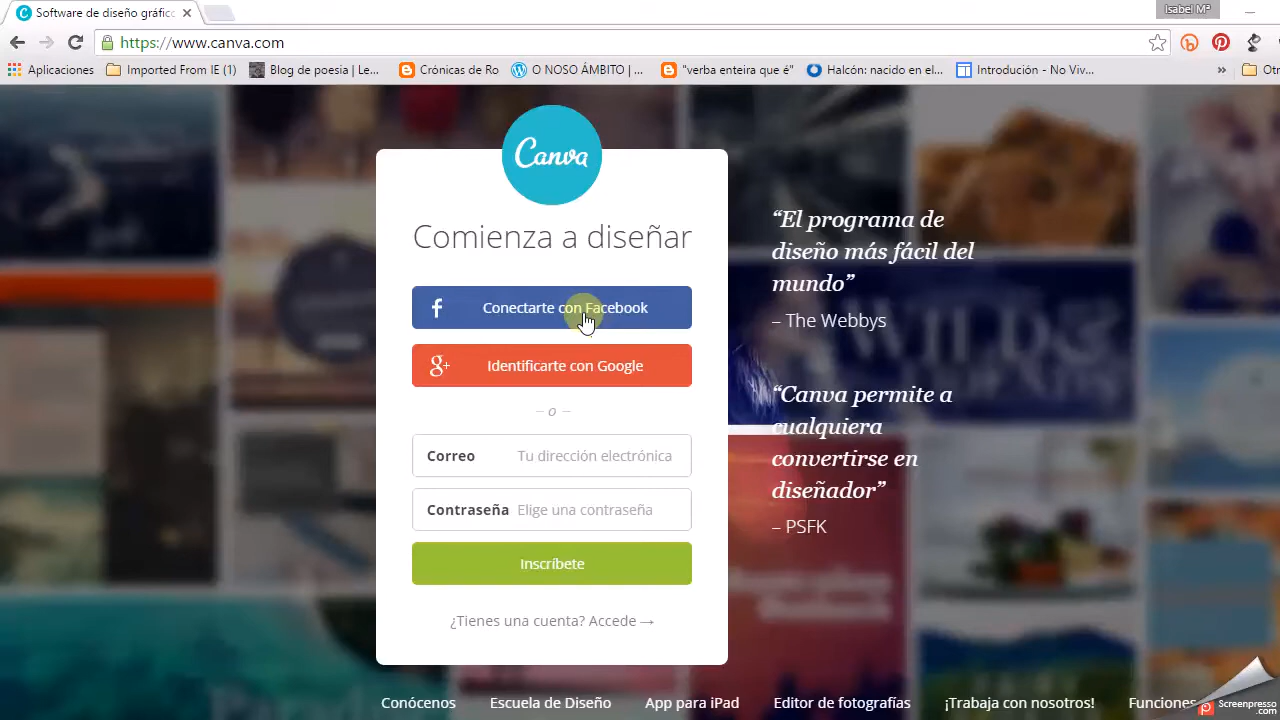 Software de diseño gráfic
Isabel Mª
https://www.canva.com
Aplicaciones
Imported From IE (1)
Blog de poesia | Le...
Crónicas de Ro
O NOSO ÁMBITO | ...
"verba enteira que é"
Halcón: nacido en el...
Introdución - No Viv...
»
Otr
Canva
Comienza a diseñar
f Conectarte con Facebook
g+ Identificarte con Google
– o –
Correo Tu dirección electrónica
Contraseña Elige una contraseña
Inscríbete
¿Tienes una cuenta? Accede →
“El programa de
diseño más fácil del
mundo”
– The Webbys
“Canva permite a
cualquiera
convertirse en
diseñador”
– PSFK
Conócenos
Escuela de Diseño
App para iPad
Editor de fotografías
¡Trabaja con nosotros!
Funciones
Screenpresso
.com